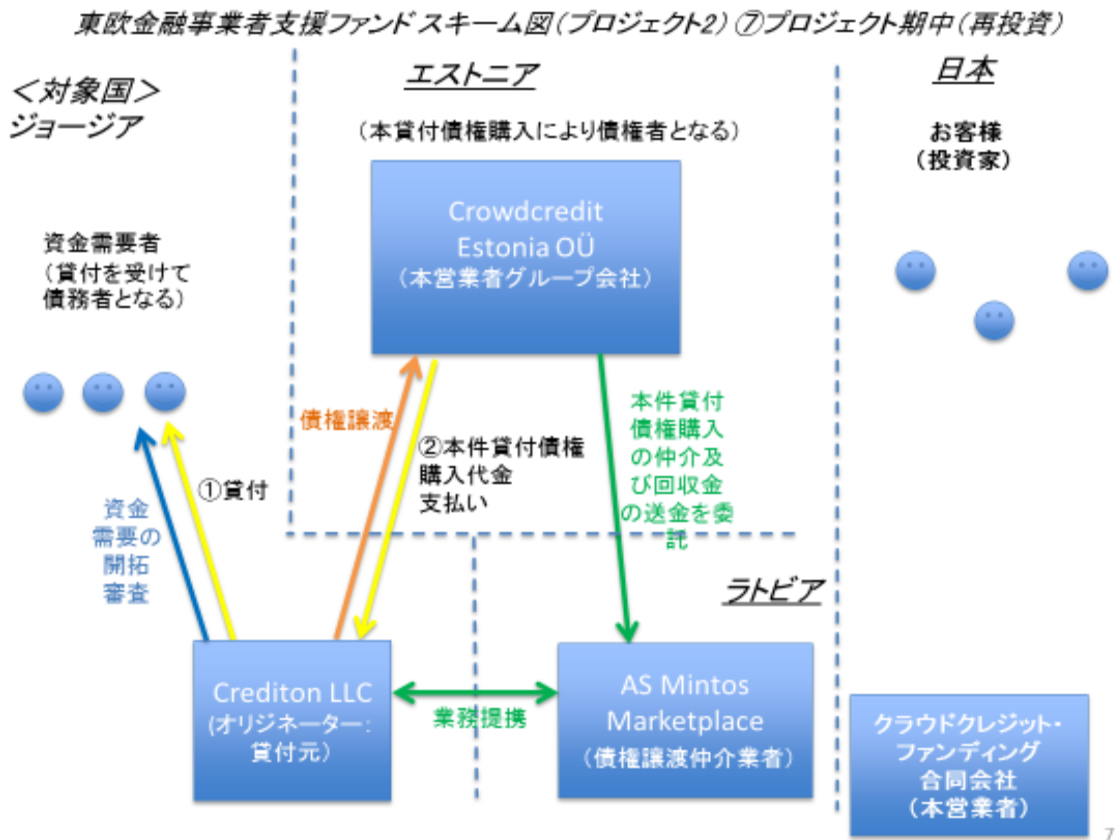 東欧金融事業者支援ファンド スキーム図(プロジェクト2) ⑦プロジェクト期中(再投資)
<対象国>
ジョージア
エストニア
日本
(本貸付債権購入により債権者となる)
お客様
(投資家)
Crowdcredit
Estonia OÜ
(本営業者グループ会社)
資金需要者
(貸付を受けて
債務者となる)
債権譲渡
②本件貸付債権
購入代金
支払い
本件貸付
債権購入
の仲介及
び回収金
の送金を委
託
①貸付
資金
需要の
開拓
審査
ラトビア
Crediton LLC
(オリジネーター:
貸付元)
業務提携
AS Mintos
Marketplace
(債権譲渡仲介業者)
クラウドクレジット・
ファンディング
合同会社
(本営業者)
7